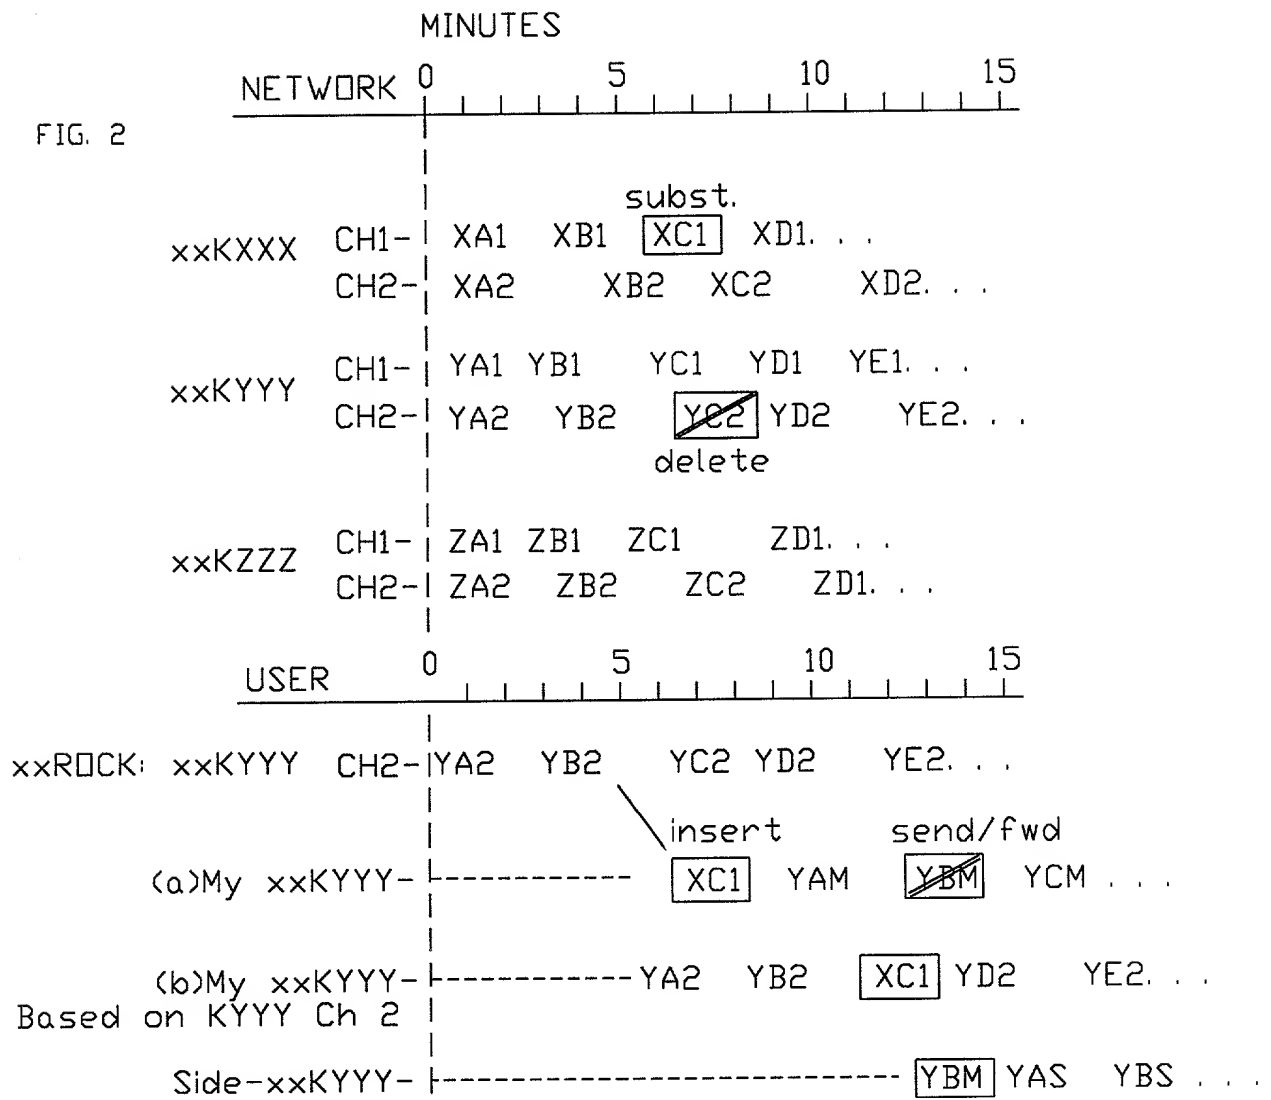 MINUTES
NETWORK 0 5 10 15
FIG. 2
subst.
xxKXXX CH1- XA1 XB1 XC1 XD1. . .
CH2- XA2 XB2 XC2 XD2. . .
xxKYYY CH1- YA1 YB1 YC1 YD1 YE1. . .
CH2- YA2 YB2 YC2 YD2 YE2. . .
delete
xxKZZZ CH1- ZA1 ZB1 ZC1 ZD1. . .
CH2- ZA2 ZB2 ZC2 ZD1. . .
USER 0 5 10 15
xxROCK: xxKYYY CH2- YA2 YB2 YC2 YD2 YE2. . .
insert send/fwd
(a)My xxKYYY- XC1 YAM YBM YCM . . .
(b)My xxKYYY- YA2 YB2 XC1 YD2 YE2. . .
Based on KYYY Ch 2
Side-xxKYYY- YBM YAS YBS . . .